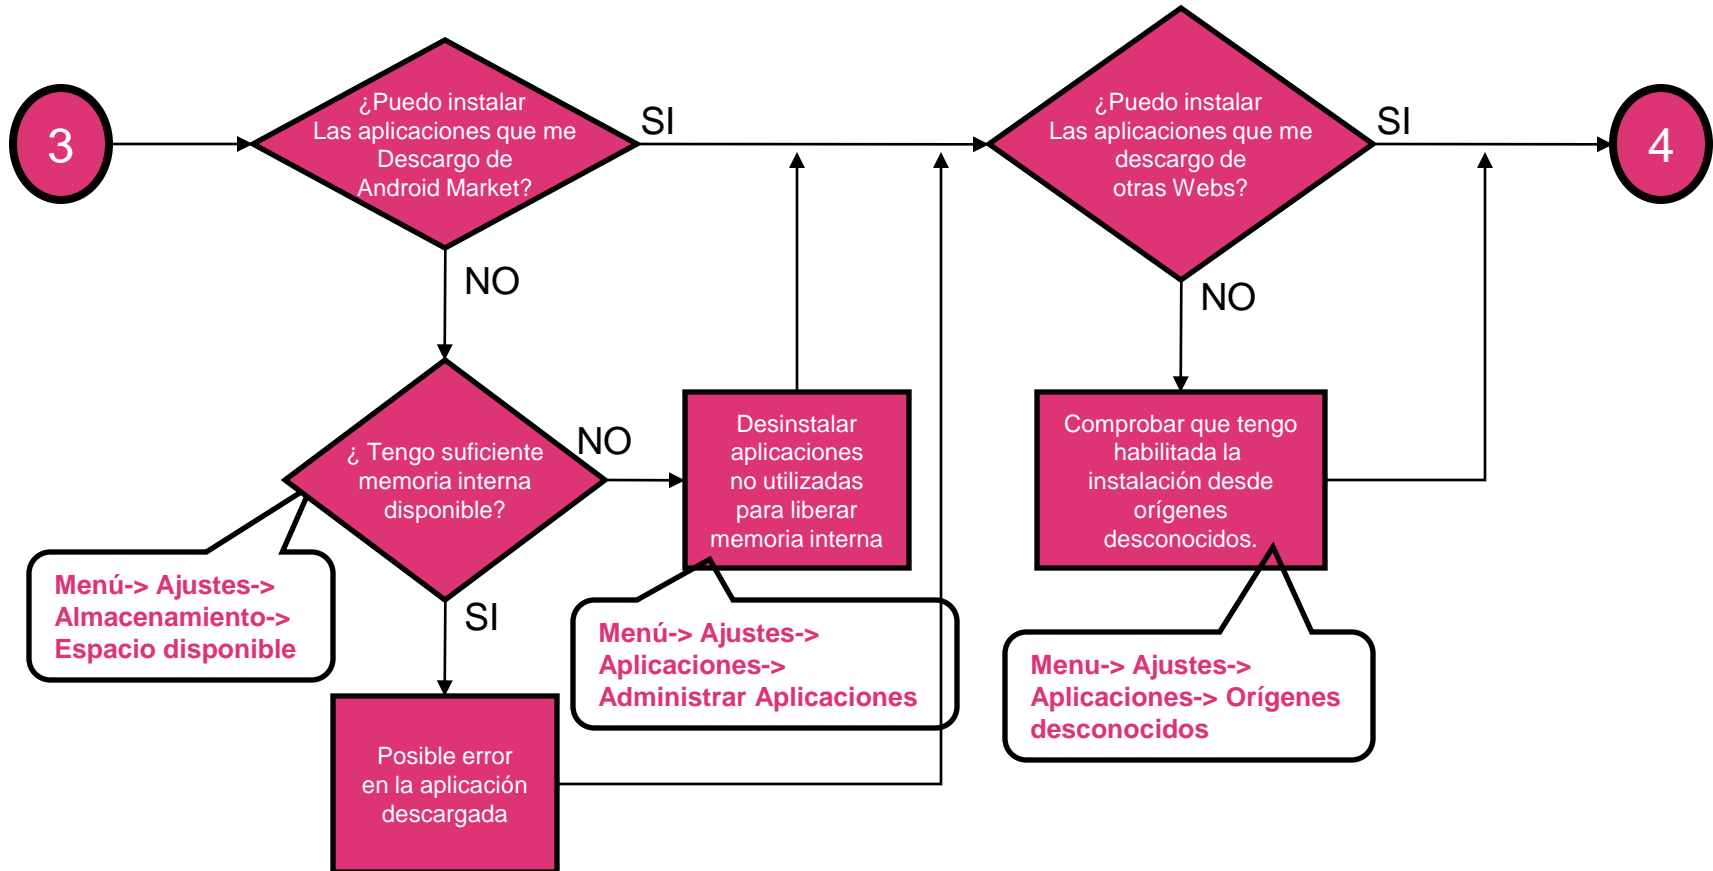 3
¿Puedo instalar
Las aplicaciones que me
Descargo de
Android Market?
SI
¿Puedo instalar
Las aplicaciones que me
descargo de
otras Webs?
SI
4
NO
NO
¿ Tengo suficiente
memoria interna
disponible?
NO
Desinstalar
aplicaciones
no utilizadas
para liberar
memoria interna
Comprobar que tengo
habilitada la
instalación desde
orígenes
desconocidos.
Menú-> Ajustes->
Almacenamiento->
Espacio disponible
SI
Menú-> Ajustes->
Aplicaciones->
Administrar Aplicaciones
Menu-> Ajustes->
Aplicaciones-> Orígenes
desconocidos
Posible error
en la aplicación
descargada